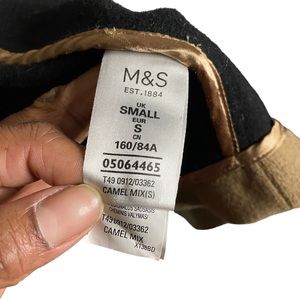 M&S
EST. 1884
UK
SMALL
EUR
S
CN
160/84A
05064465
T49 0912/03362
CAMEL MIX(S)
T49 0912/03362
CAMEL MIX